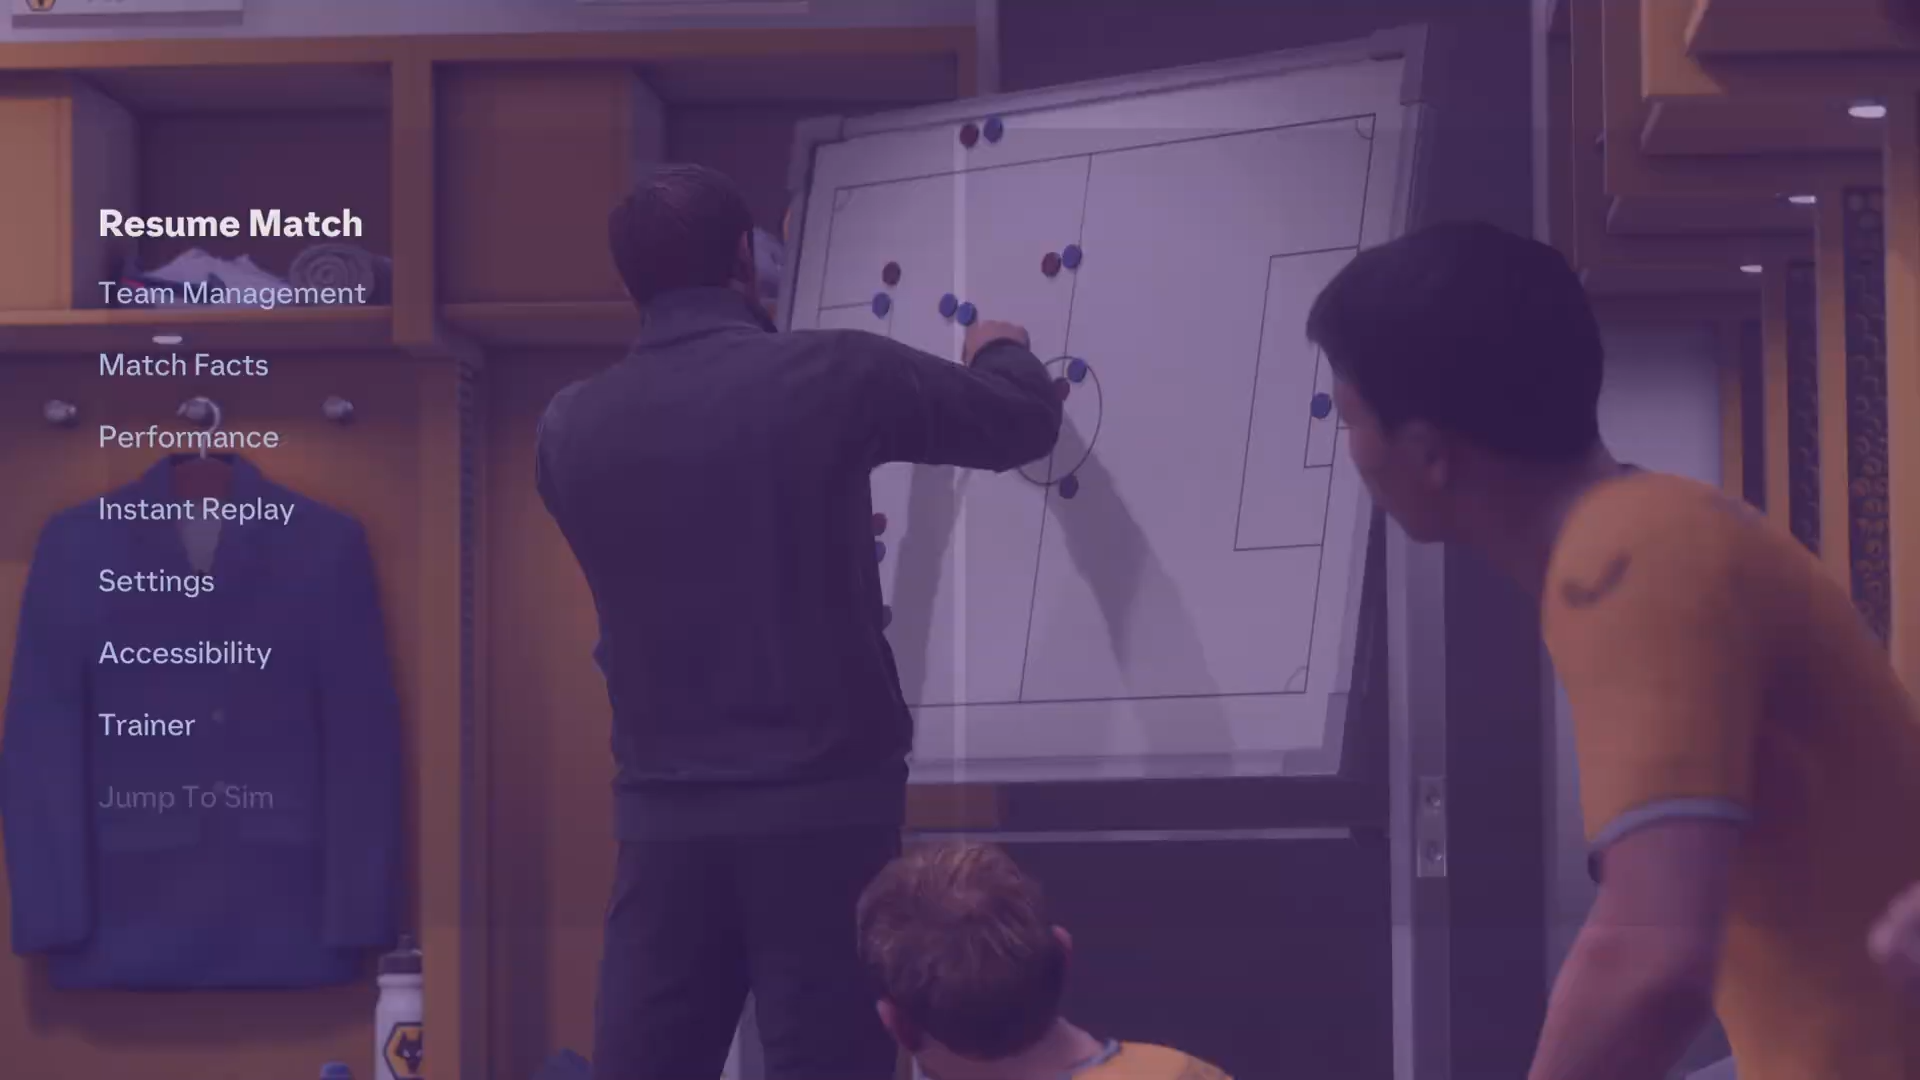 Resume Match
Team Management
Match Facts
Performance
Instant Replay
Settings
Accessibility
Trainer
Jump To Sim